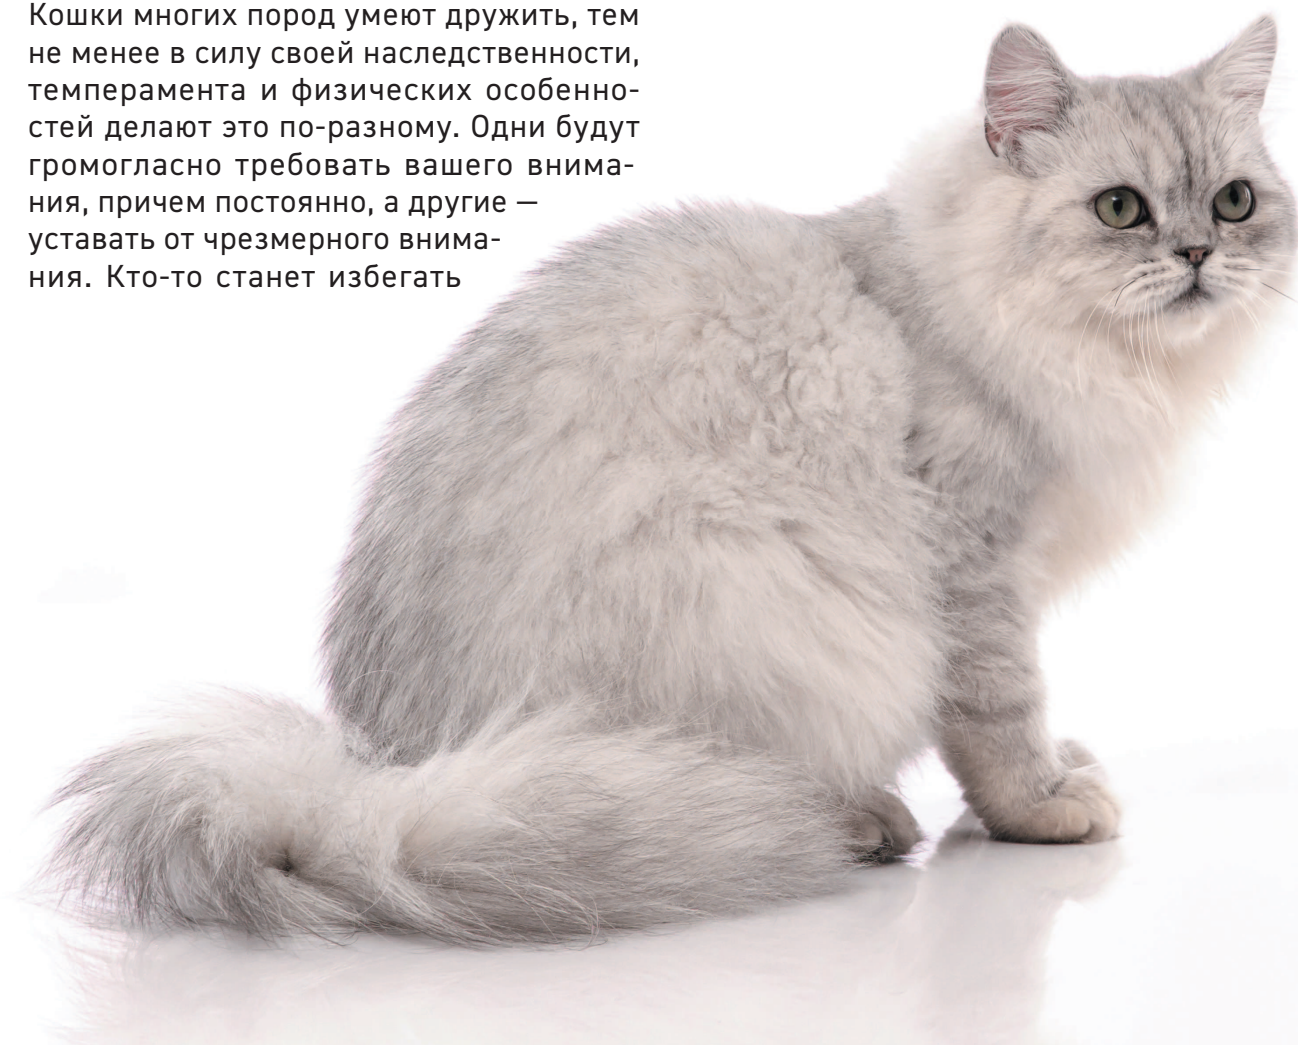 Кошки многих пород умеют дружить, тем
не менее в силу своей наследственности,
темперамента и физических особенно-
стей делают это по-разному. Одни будут
громогласно требовать вашего внима-
ния, причем постоянно, а другие —
уставать от чрезмерного внима-
ния. Кто-то станет избегать